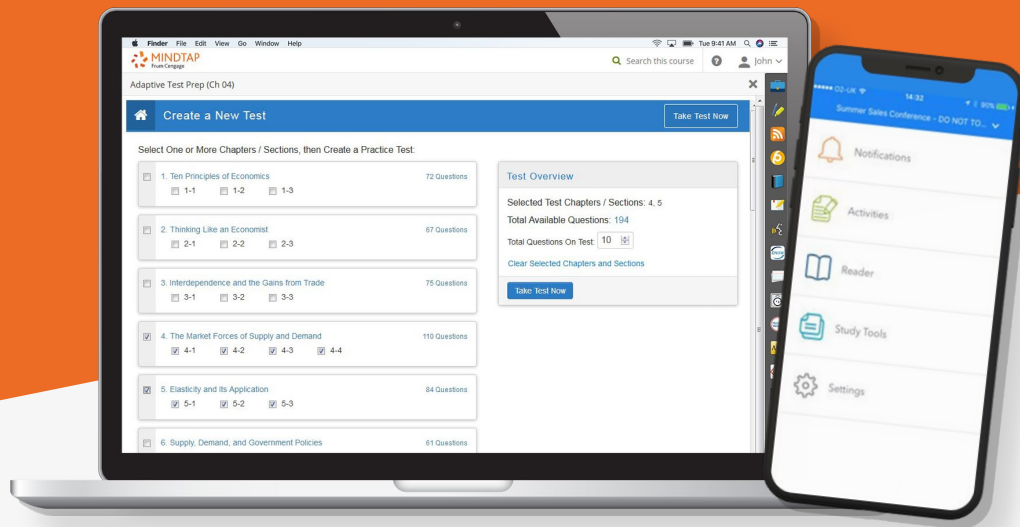 Finder File Edit View Go Window Help
Tue 9:41 AM
MINDTAP
From Cengage
Search this course
John
Adaptive Test Prep (Ch 04)
Create a New Test
Take Test Now
Select One or More Chapters / Sections, then Create a Practice Test:
1. Ten Principles of Economics 72 Questions
1-1 1-2 1-3
2. Thinking Like an Economist 67 Questions
2-1 2-2 2-3
3. Interdependence and the Gains from Trade 75 Questions
3-1 3-2 3-3
4. The Market Forces of Supply and Demand 110 Questions
4-1 4-2 4-3 4-4
5. Elasticity and Its Application 84 Questions
5-1 5-2 5-3
6. Supply, Demand, and Government Policies 61 Questions
Test Overview
Selected Test Chapters / Sections: 4, 5
Total Available Questions: 194
Total Questions On Test: 10
Clear Selected Chapters and Sections
Take Test Now
O2-UK 14:32 90%
Summer Sales Conference - DO NOT TO...
Notifications
Activities
Reader
Study Tools
Settings